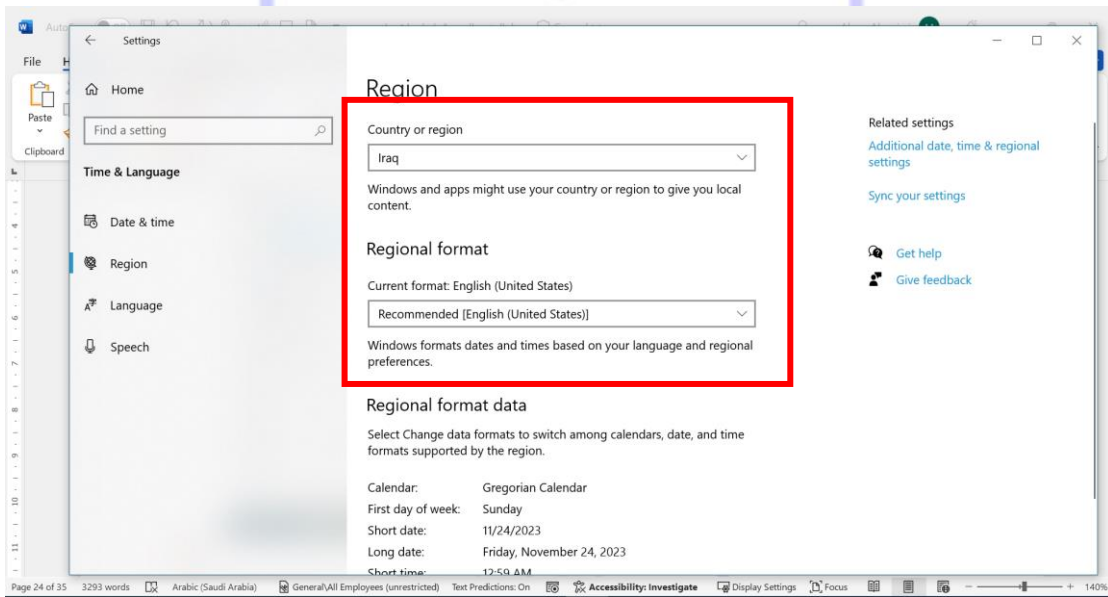 File
Paste
Clipboard
Settings
Home
Find a setting
Time & Language
Date & time
Region
Language
Speech
Region
Country or region
Iraq
Windows and apps might use your country or region to give you local
content.
Regional format
Current format: English (United States)
Recommended [English (United States)]
Windows formats dates and times based on your language and regional
preferences.
Regional format data
Select Change data formats to switch among calendars, date, and time
formats supported by the region.
Calendar: Gregorian Calendar
First day of week: Sunday
Short date: 11/24/2023
Long date: Friday, November 24, 2023
Short time: 12:59 AM
Related settings
Additional date, time & regional
settings
Sync your settings
Get help
Give feedback
Page 24 of 35 3293 words Arabic (Saudi Arabia) General\All Employees (unrestricted) Text Predictions: On Accessibility: Investigate Display Settings Focus 140%